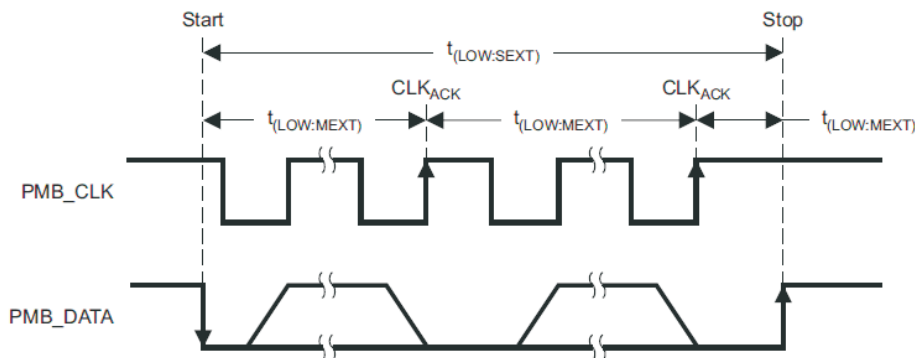 Start Stop
t(LOW:SEXT)
CLKACK CLKACK
t(LOW:MEXT) t(LOW:MEXT) t(LOW:MEXT)
PMB_CLK
PMB_DATA